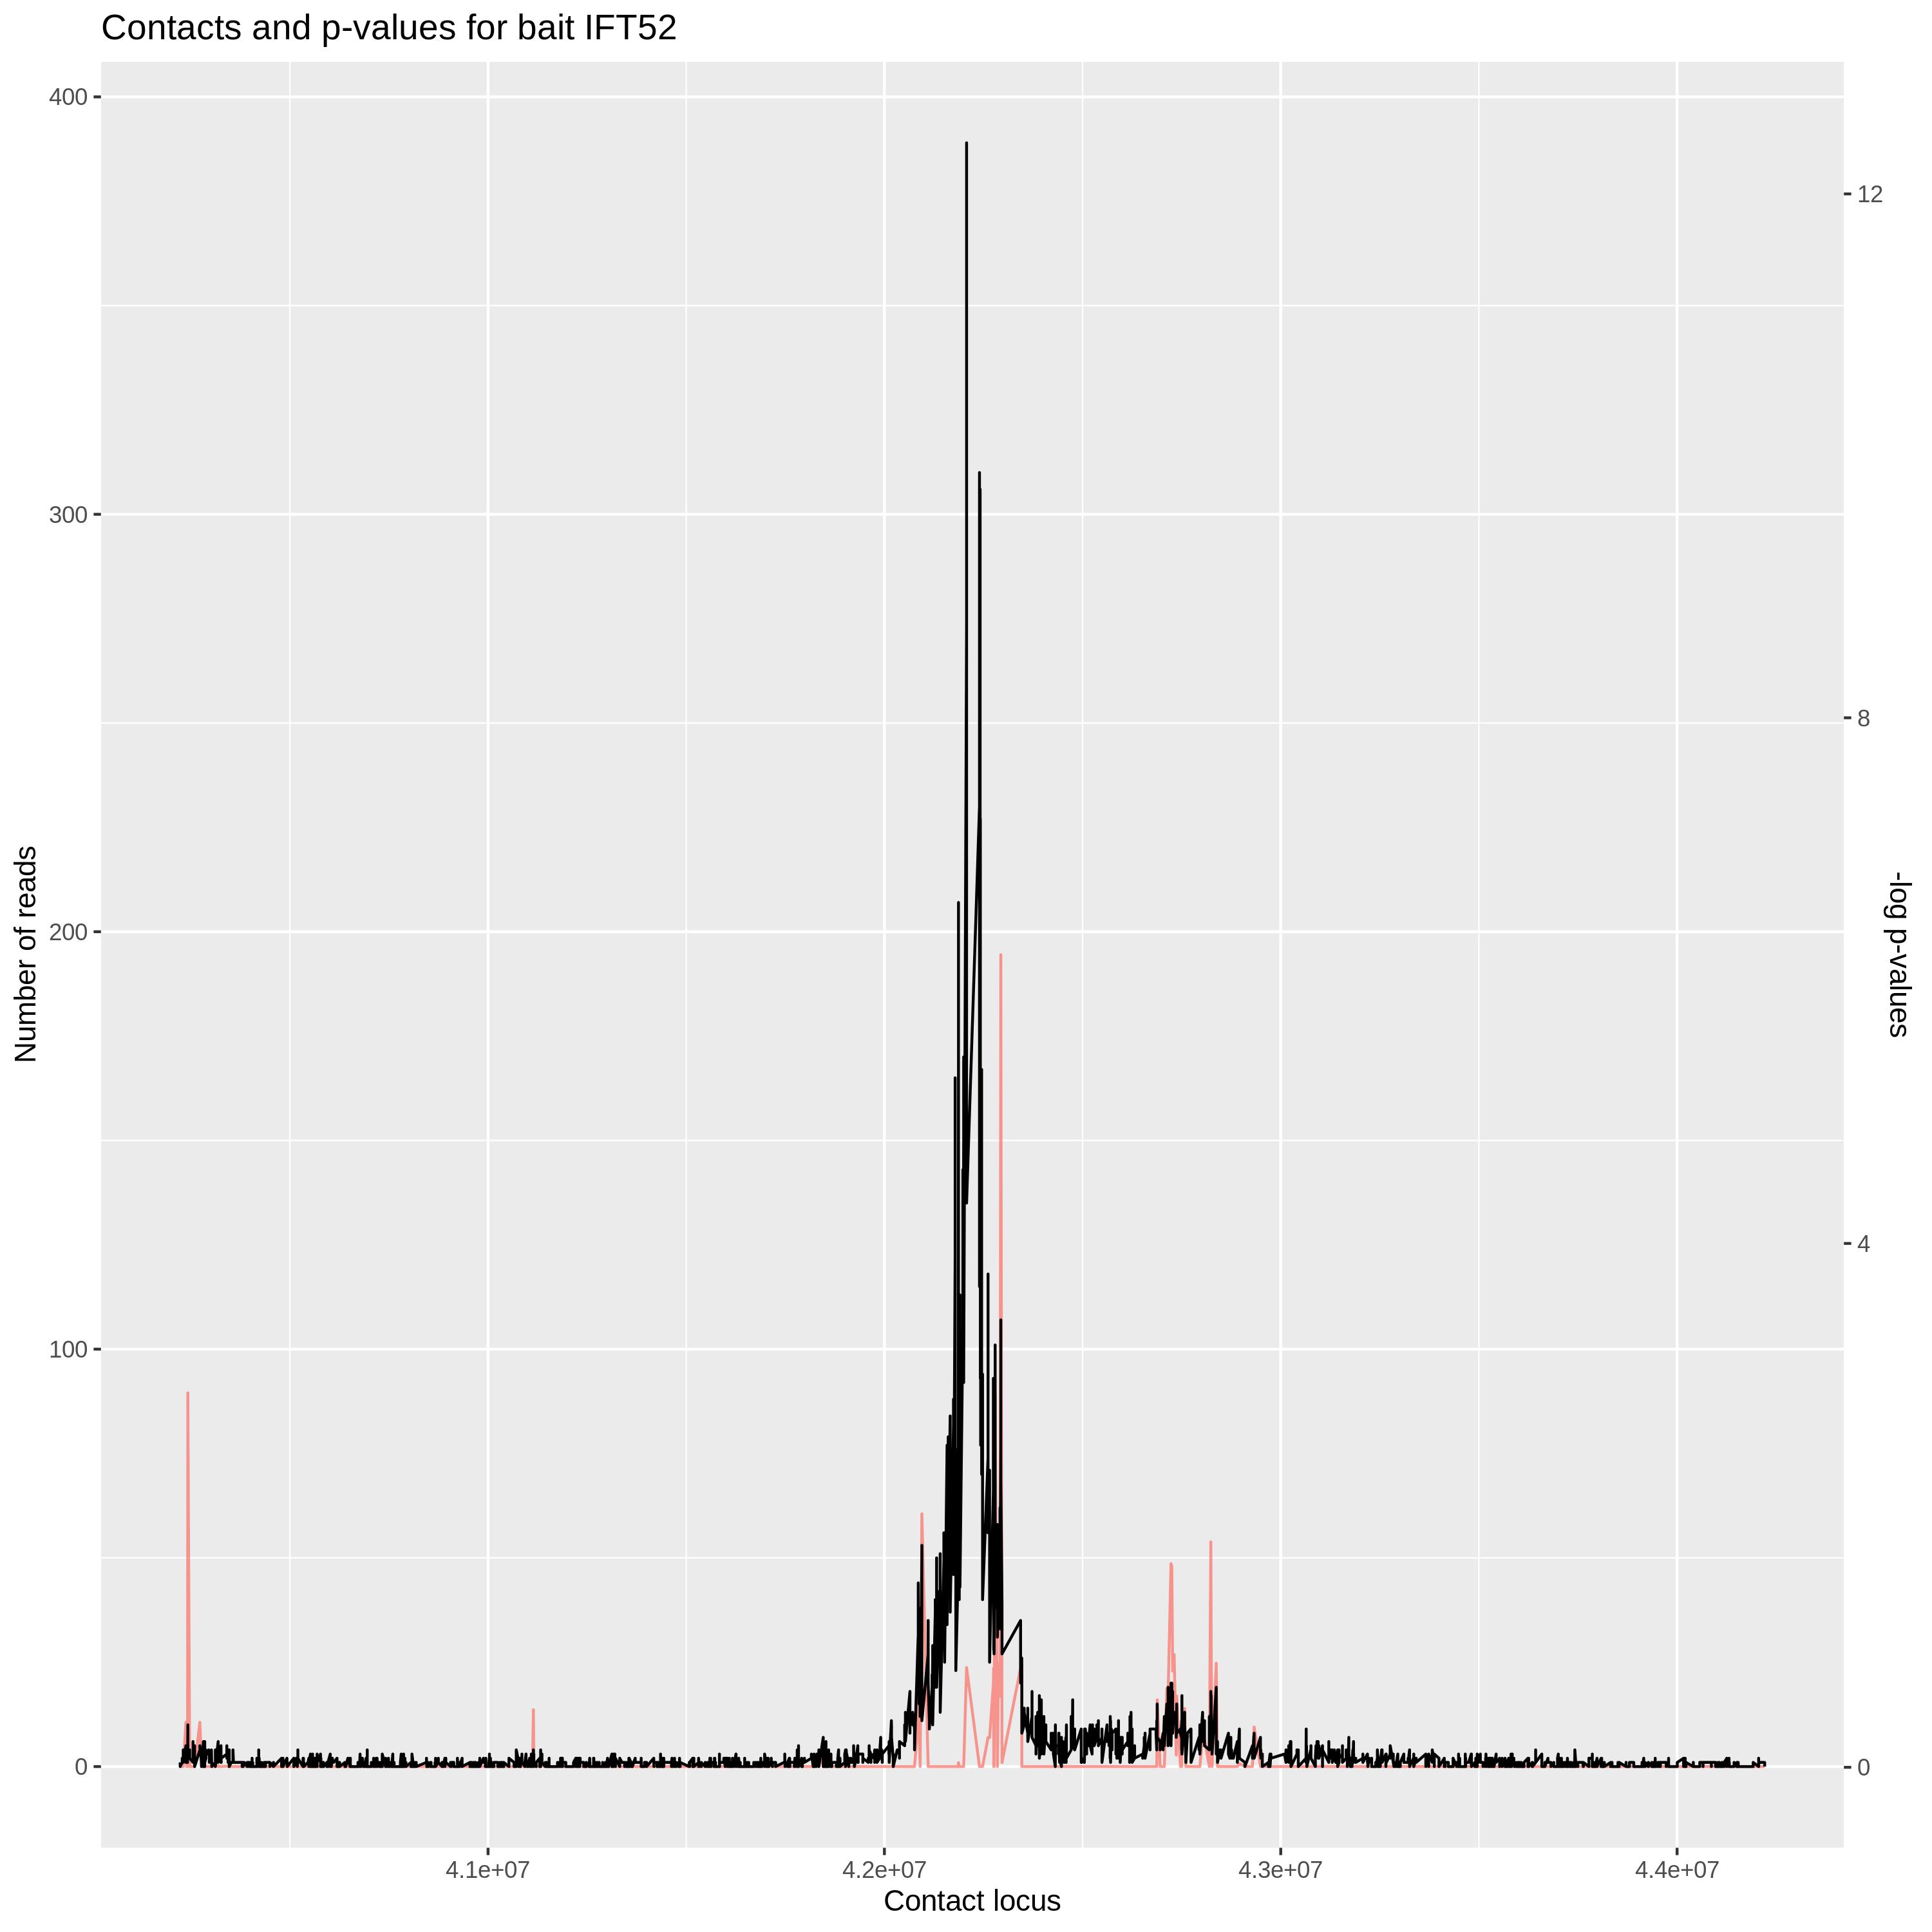 Contacts and p-values for bait IFT52
400
300
200
100
0
12
8
4
0
Number of reads
-log p-values
4.1e+07
4.2e+07
4.3e+07
4.4e+07
Contact locus